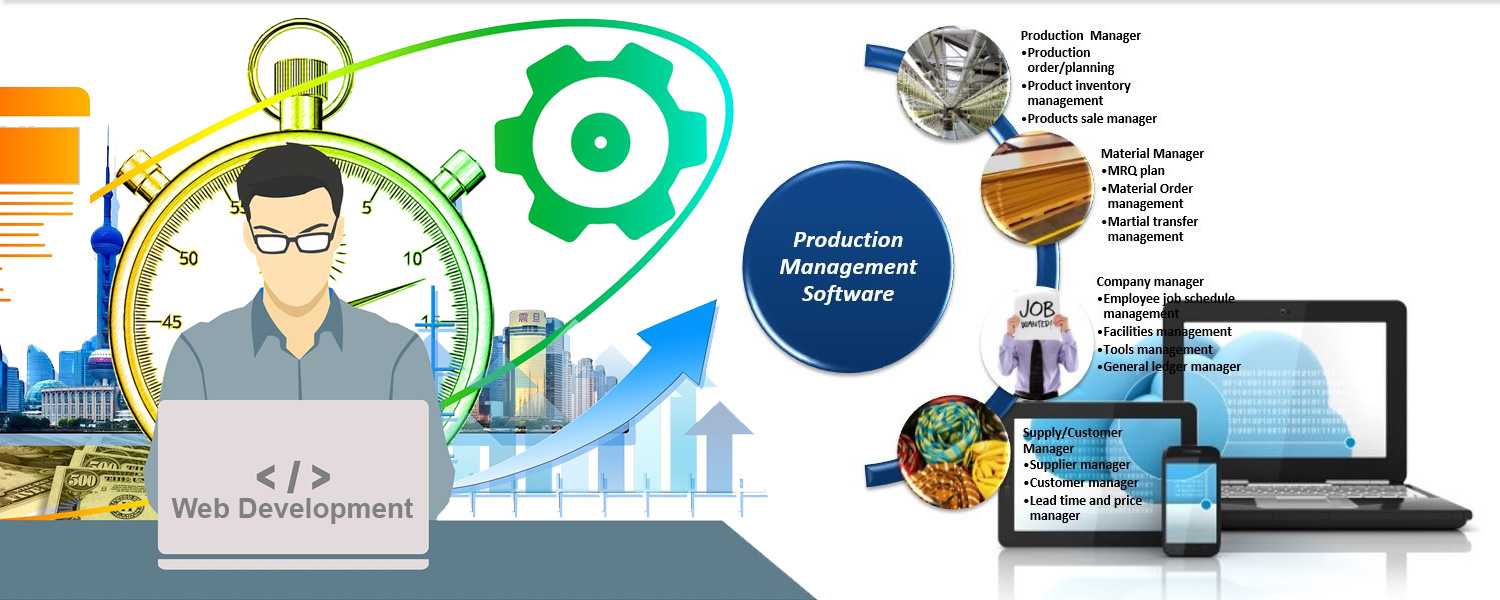 55
5
50
10
45
15
震旦
500
500
</>
Web Development
Production
Management
Software
Production Manager
•Production
order/planning
•Product inventory
management
•Products sale manager
Material Manager
•MRQ plan
•Material Order
management
•Martial transfer
management
JOB
WANTED!
Company manager
•Employee job schedule
management
•Facilities management
•Tools management
•General ledger manager
Supply/Customer
Manager
•Supplier manager
•Customer manager
•Lead time and price
manager